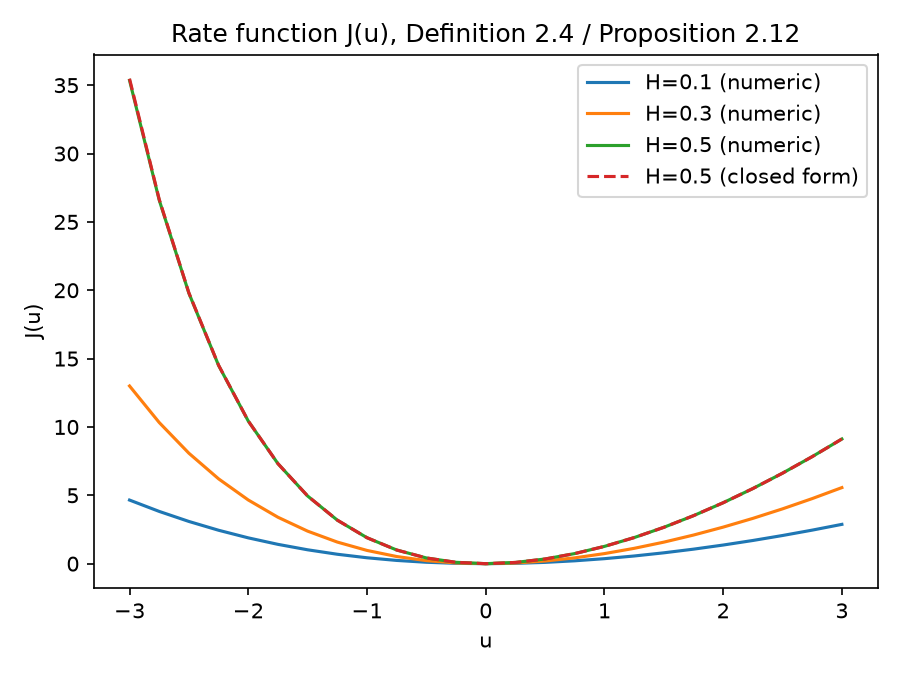 Rate function J(u), Definition 2.4 / Proposition 2.12
H=0.1 (numeric)
H=0.3 (numeric)
H=0.5 (numeric)
H=0.5 (closed form)
J(u)
35
30
25
20
15
10
5
0
−3 −2 −1 0 1 2 3
u